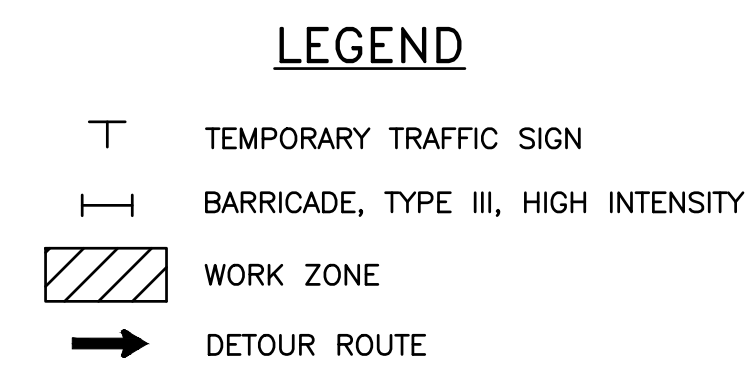 LEGEND
TEMPORARY TRAFFIC SIGN
BARRICADE, TYPE III, HIGH INTENSITY
WORK ZONE
DETOUR ROUTE